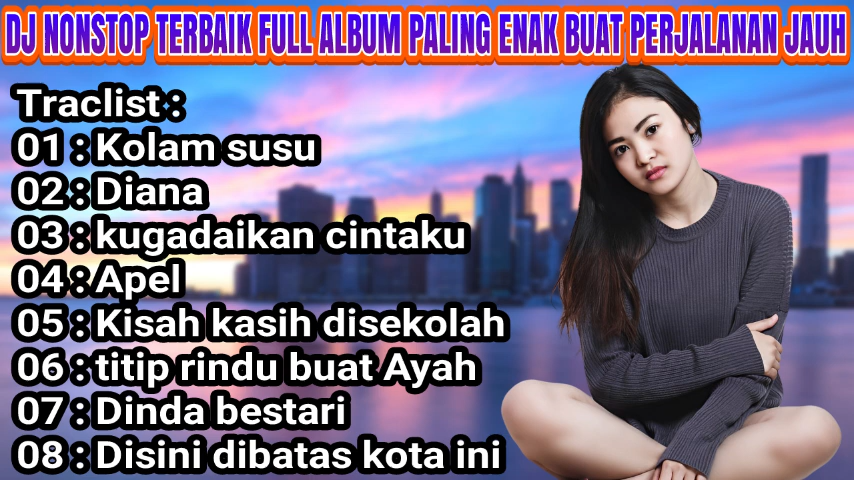 DJ NONSTOP TERBAIK FULL ALBUM PALING ENAK BUAT PERJALANAN JAUH
Traclist :
01 : Kolam susu
02 : Diana
03 : kugadaikan cintaku
04 : Apel
05 : Kisah kasih disekolah
06 : titip rindu buat Ayah
07 : Dinda bestari
08 : Disini dibatas kota ini